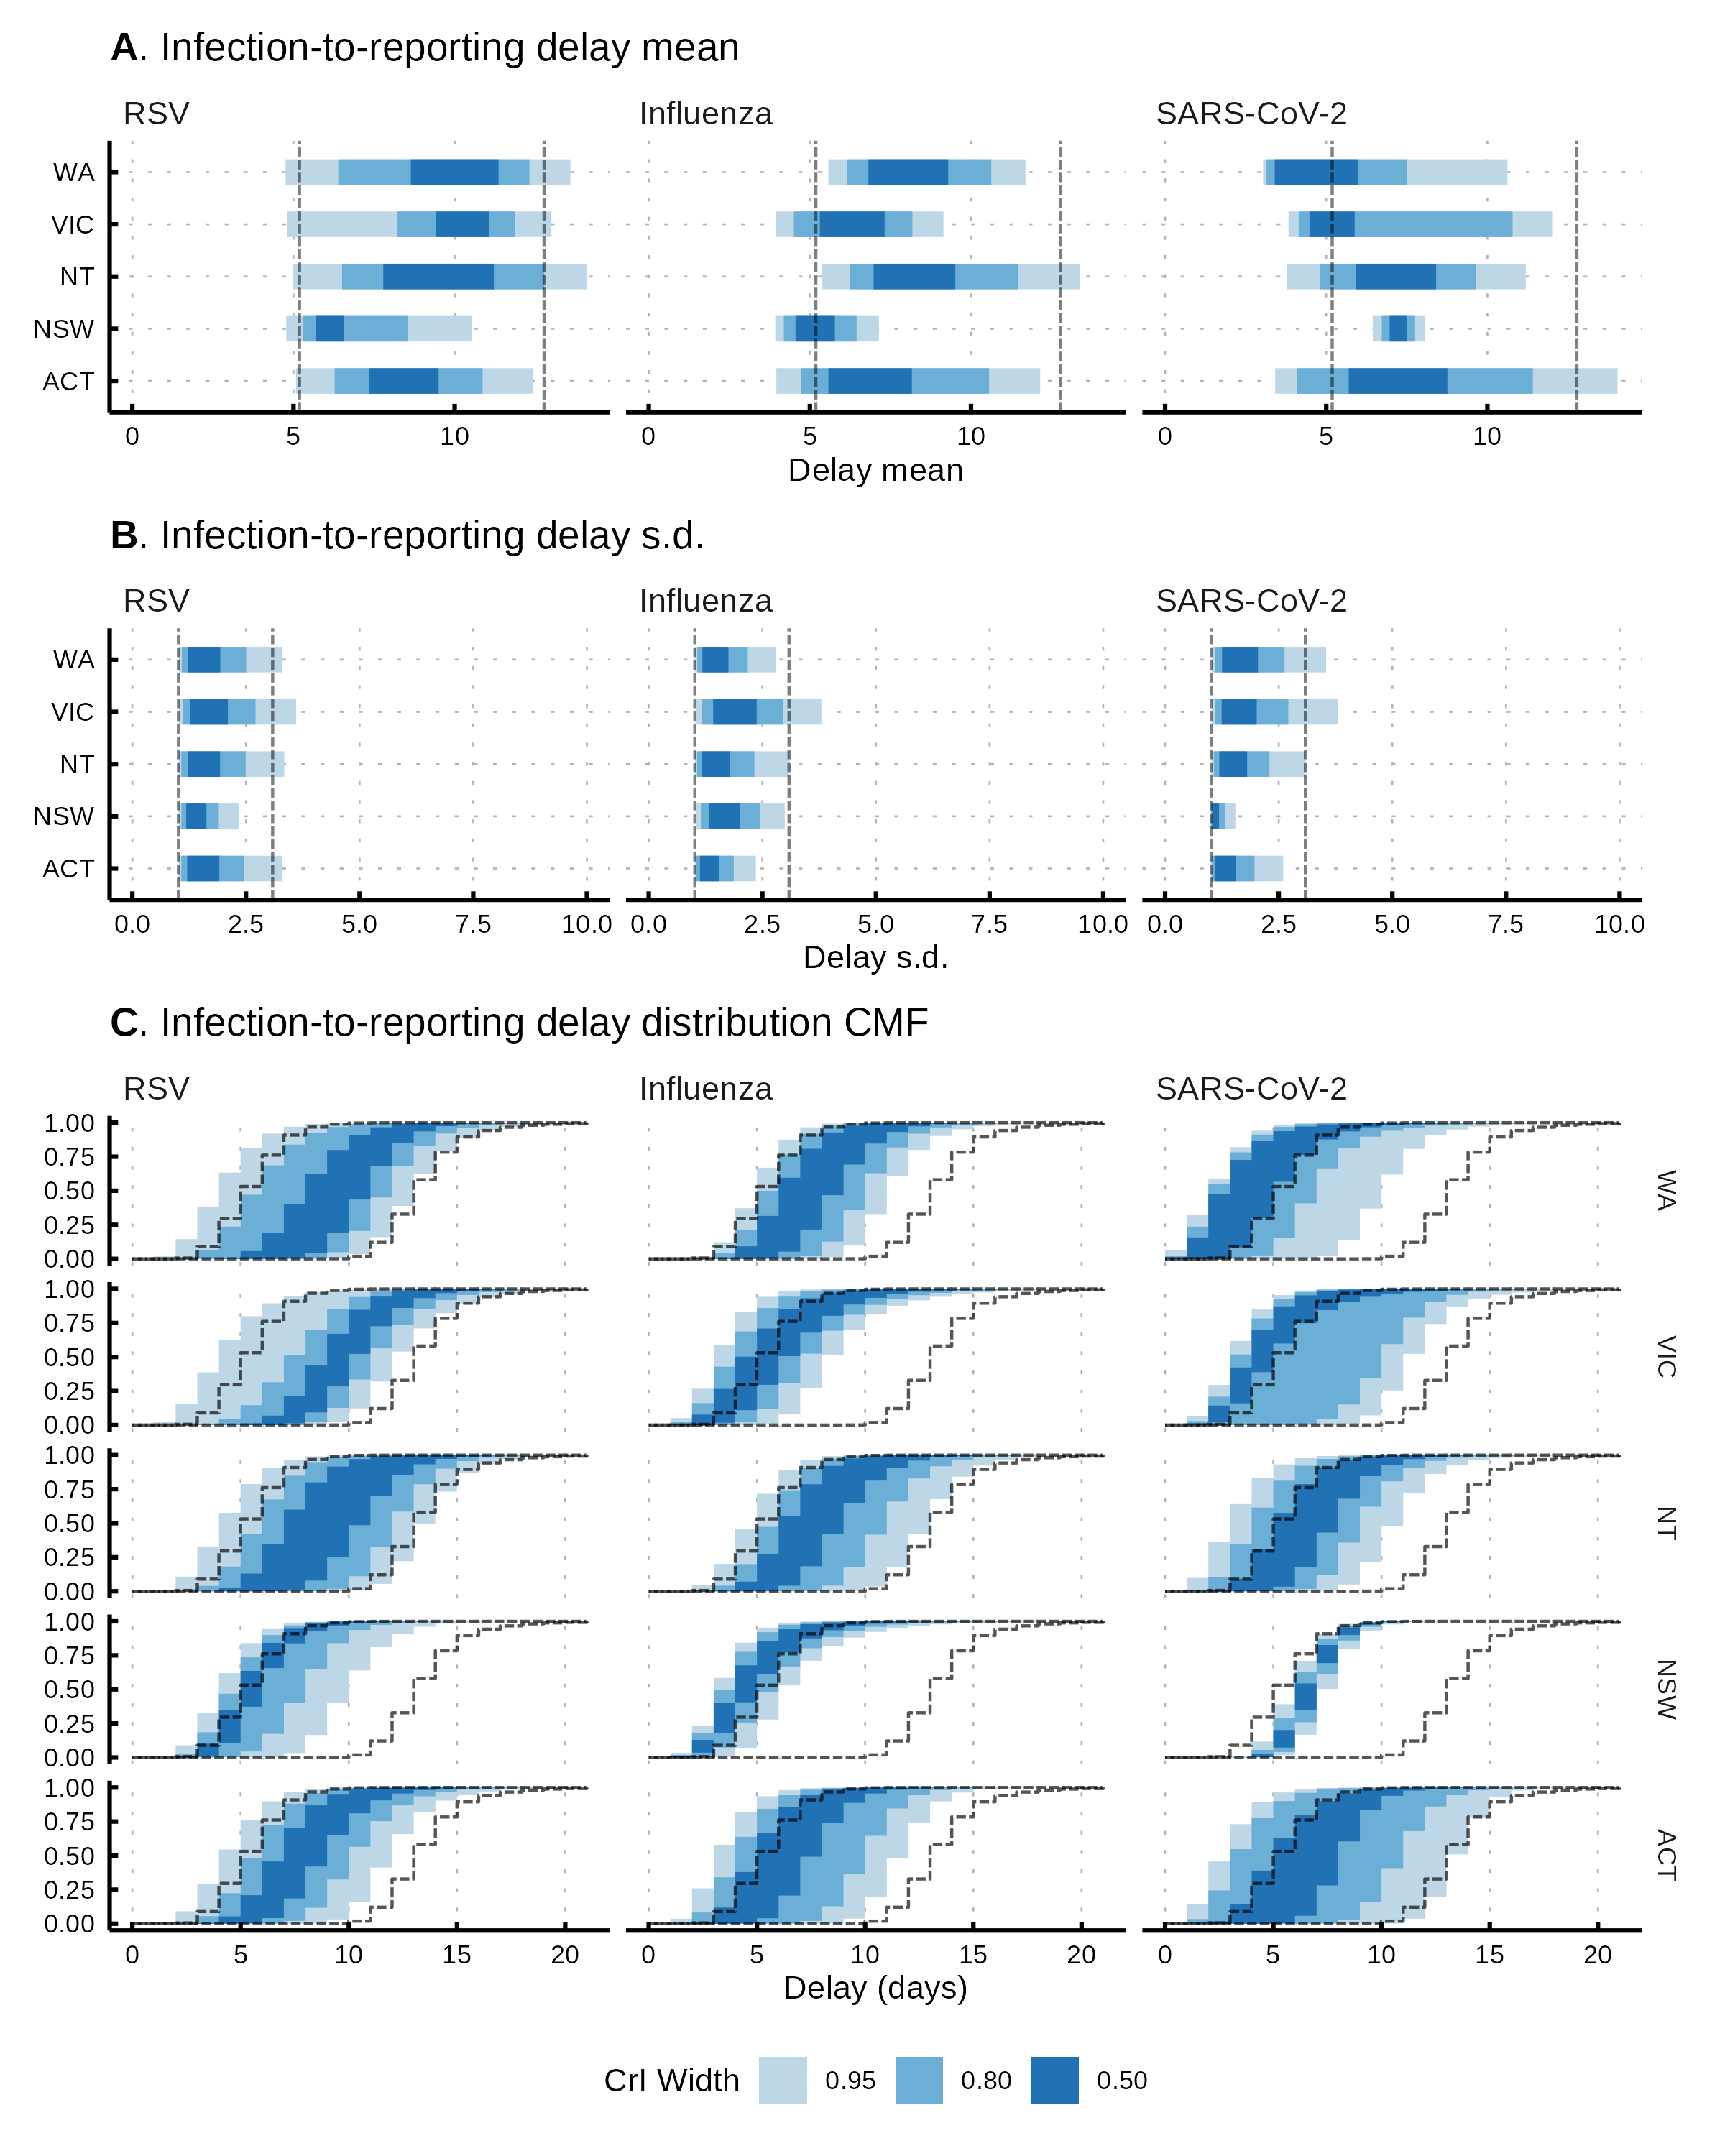 A. Infection-to-reporting delay mean
RSV Influenza SARS-CoV-2
WA
VIC
NT
NSW
ACT
0 5 10 0 5 10 0 5 10
Delay mean
B. Infection-to-reporting delay s.d.
RSV Influenza SARS-CoV-2
WA
VIC
NT
NSW
ACT
0.0 2.5 5.0 7.5 10.0 0.0 2.5 5.0 7.5 10.0 0.0 2.5 5.0 7.5 10.0
Delay s.d.
C. Infection-to-reporting delay distribution CMF
RSV Influenza SARS-CoV-2
1.00
0.75
0.50
0.25
0.00
WA
1.00
0.75
0.50
0.25
0.00
VIC
1.00
0.75
0.50
0.25
0.00
NT
1.00
0.75
0.50
0.25
0.00
NSW
1.00
0.75
0.50
0.25
0.00
ACT
0 5 10 15 20 0 5 10 15 20 0 5 10 15 20
Delay (days)
CrI Width 0.95 0.80 0.50